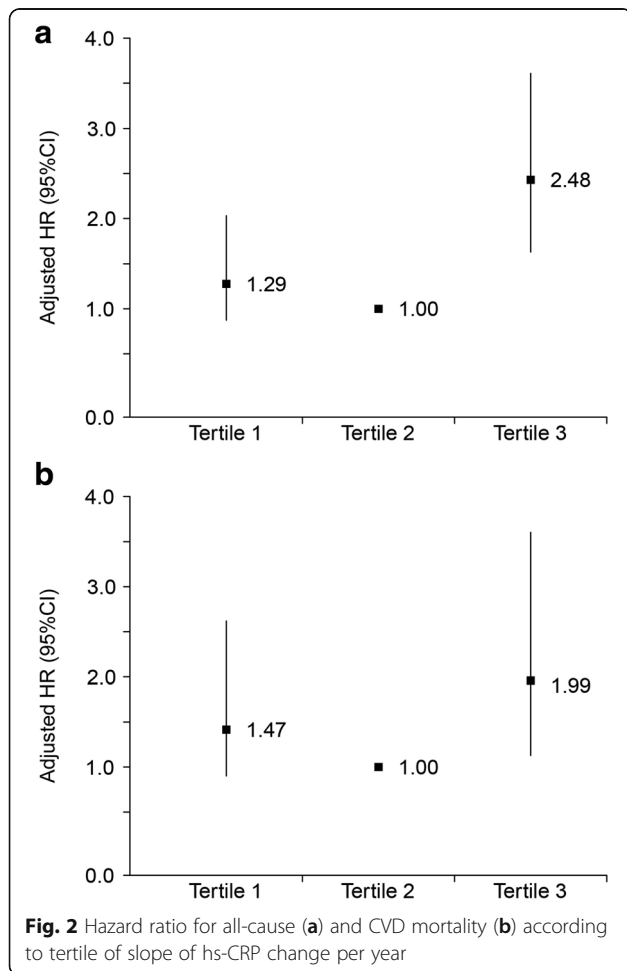 a
4.0
3.0
2.0
1.0
0.0
Adjusted HR (95%CI)
1.29
1.00
2.48
Tertile 1 Tertile 2 Tertile 3
b
4.0
3.0
2.0
1.0
0.0
Adjusted HR (95%CI)
1.47
1.00
1.99
Tertile 1 Tertile 2 Tertile 3
Fig. 2 Hazard ratio for all-cause (a) and CVD mortality (b) according
to tertile of slope of hs-CRP change per year